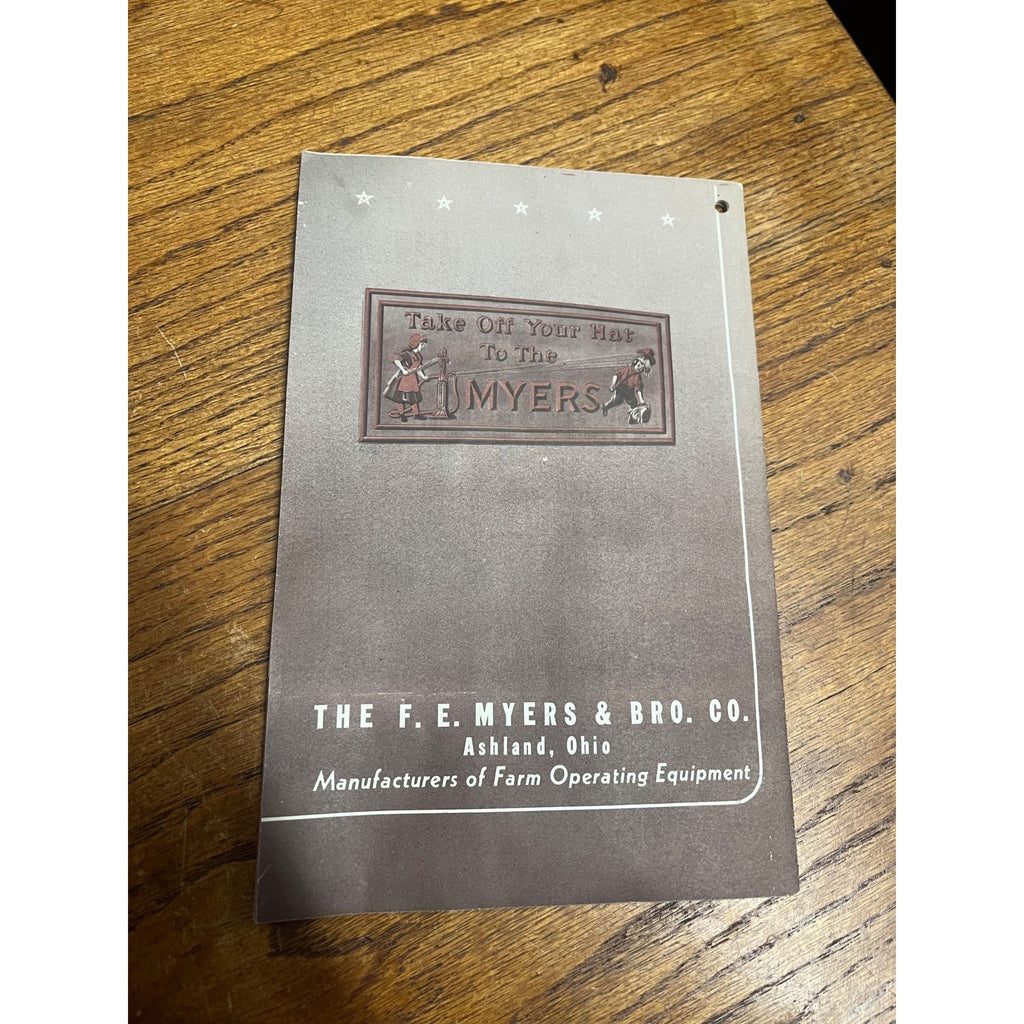 Take Off Your Hat
To The
MYERS
THE F. E. MYERS & BRO. CO.
Ashland, Ohio
Manufacturers of Farm Operating Equipment